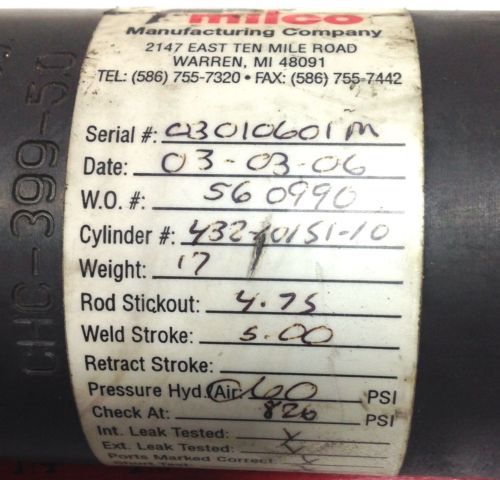 milco
Manufacturing Company
2147 EAST TEN MILE ROAD
WARREN, MI 48091
TEL: (586) 755-7320 • FAX: (586) 755-7442
Serial #: 03010601M
Date: 03-03-06
W.O. #: 560990
Cylinder #: 432-10151-10
Weight: 17
Rod Stickout: 4.75
Weld Stroke: 5.00
Retract Stroke:
Pressure Hyd. Air 60 PSI
Check At: 820 PSI
Int. Leak Tested: X
Ext. Leak Tested: X
Ports Marked Correct: X
CHC-399-5.0